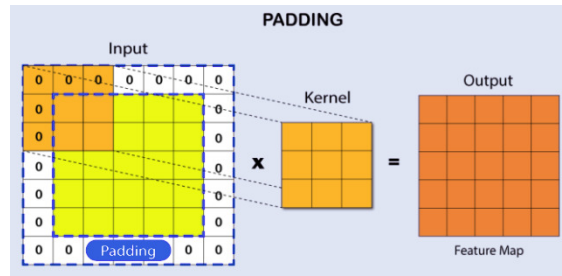 PADDING
Input
Kernel
Output
0 0 0 0 0 0 0
0 0
0 0
x
=
0 0
0 0
0 0
0 0 Padding 0 0
Feature Map